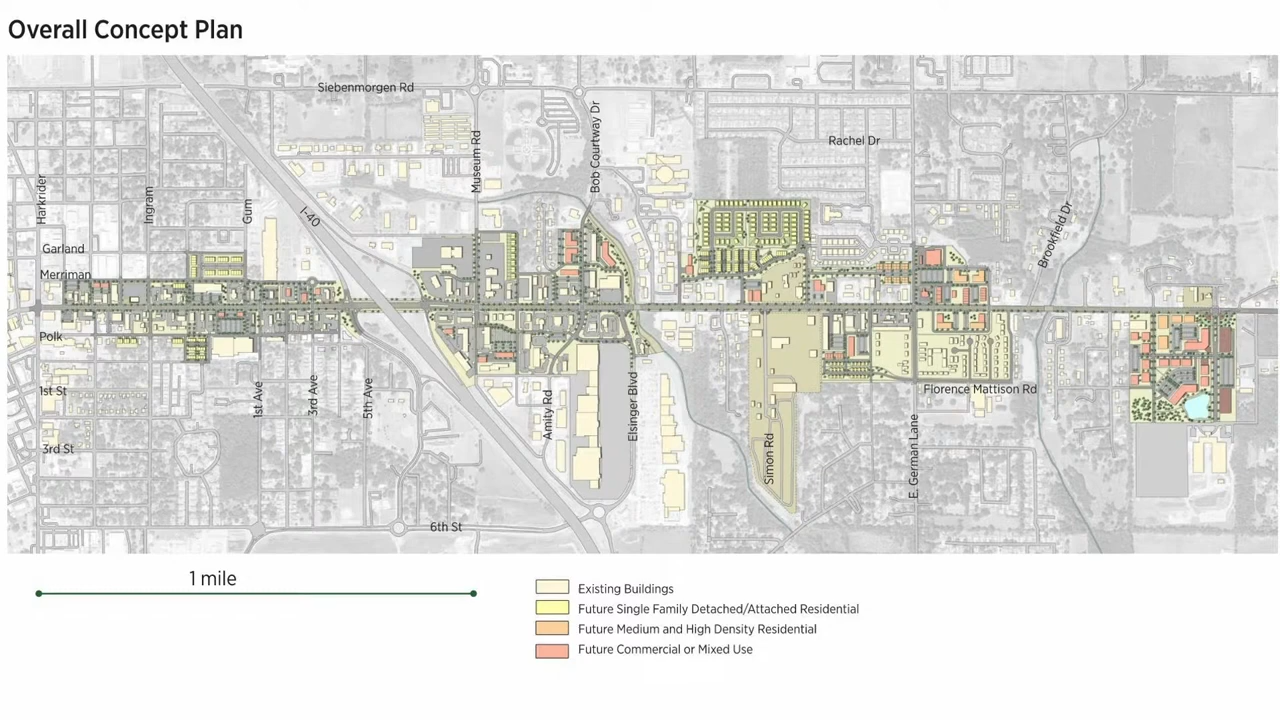 Overall Concept Plan
Siebenmorgen Rd
Museum Rd
Bob Courtway Dr
Rachel Dr
Harkrider
Ingram
Gum
I-40
Brookfield Dr
Garland
Merriman
Polk
1st St
1st Ave
3rd Ave
5th Ave
Amity Rd
Elsinger Blvd
Florence Mattison Rd
3rd St
Simon Rd
E. German Lane
6th St
1 mile
Existing Buildings
Future Single Family Detached/Attached Residential
Future Medium and High Density Residential
Future Commercial or Mixed Use